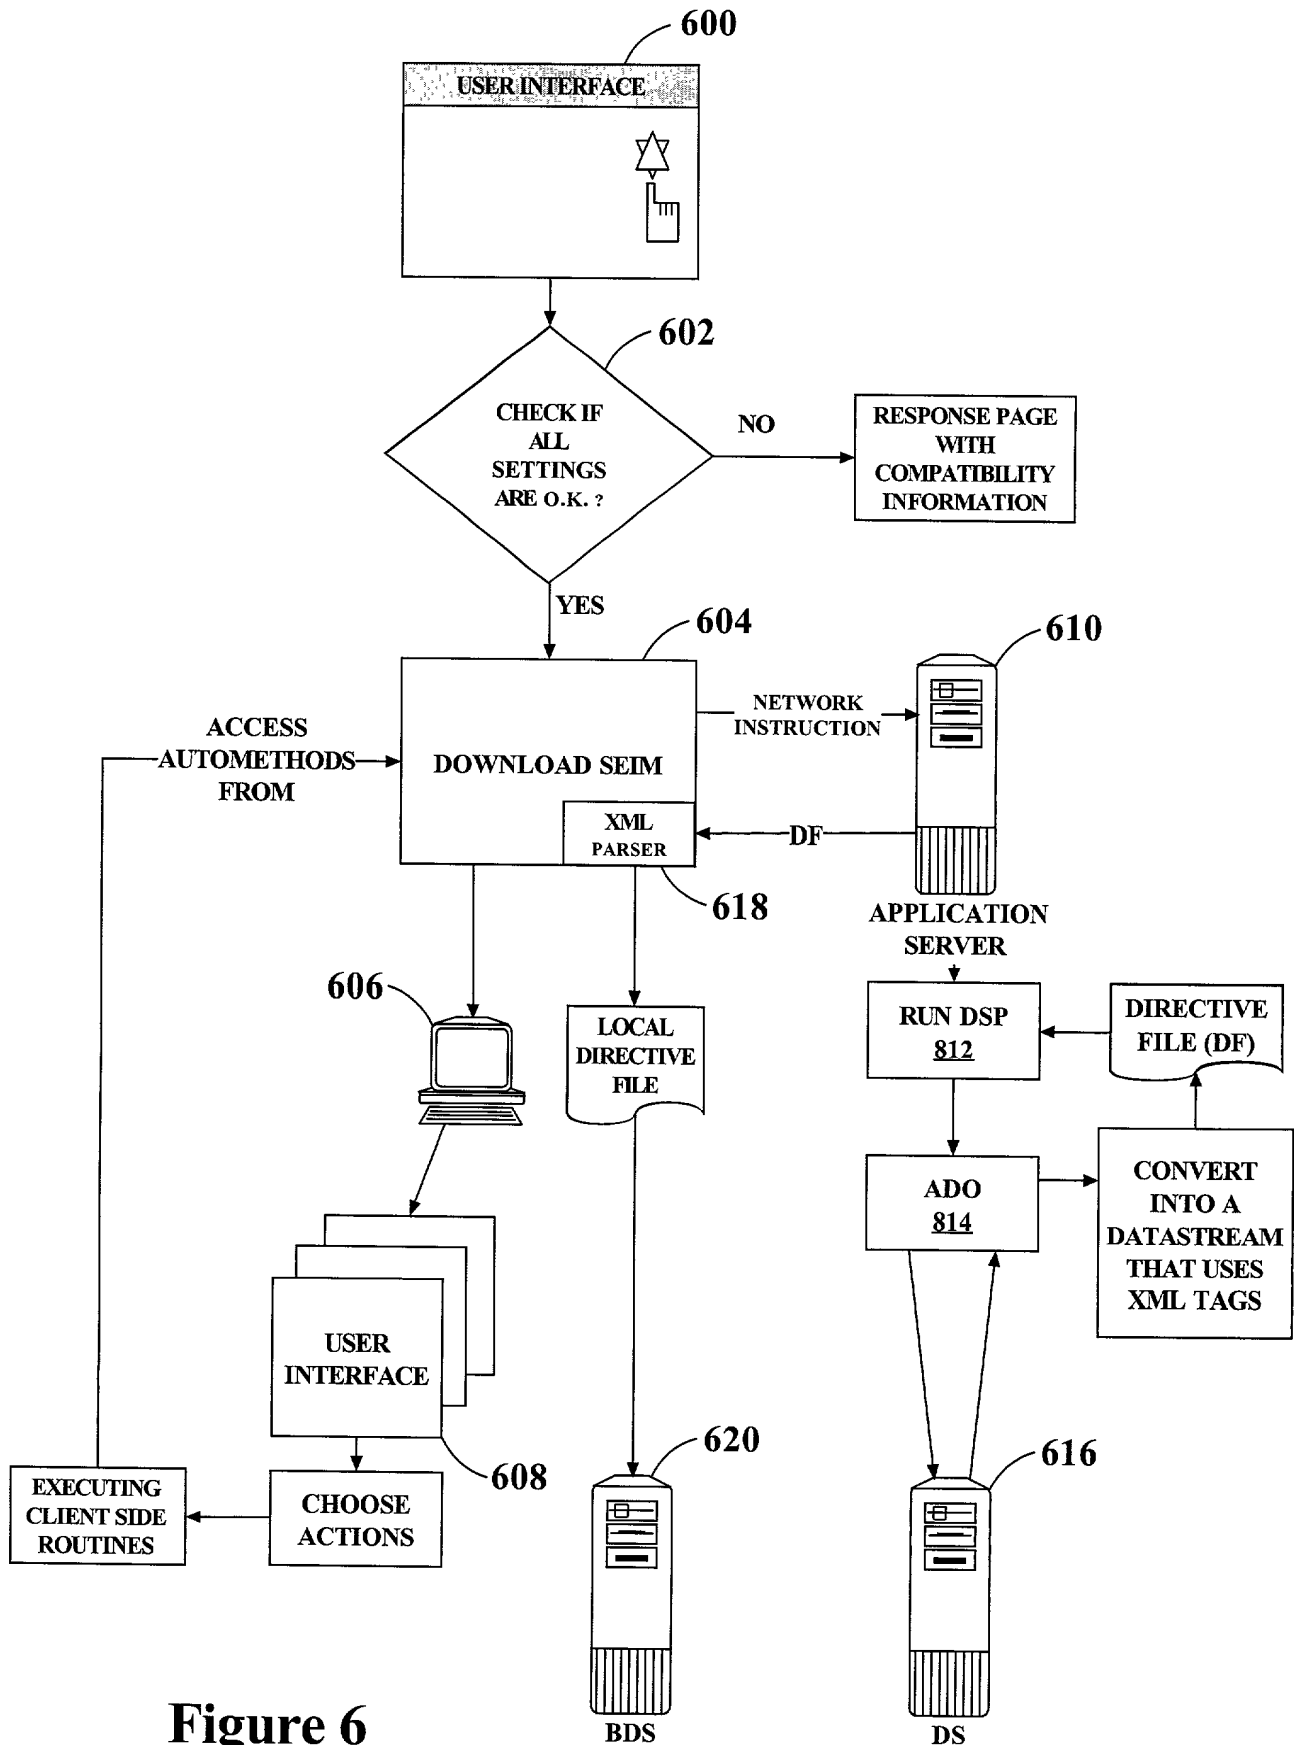 600
USER INTERFACE
602
CHECK IF
ALL
SETTINGS
ARE O.K. ?
NO
RESPONSE PAGE
WITH
COMPATIBILITY
INFORMATION
YES
604
610
ACCESS
AUTOMETHODS
FROM
DOWNLOAD SEIM
NETWORK
INSTRUCTION
XML
PARSER
DF
618
APPLICATION
SERVER
606
LOCAL
DIRECTIVE
FILE
RUN DSP
812
DIRECTIVE
FILE (DF)
ADO
814
CONVERT
INTO A
DATASTREAM
THAT USES
XML TAGS
USER
INTERFACE
608
620
616
EXECUTING
CLIENT SIDE
ROUTINES
CHOOSE
ACTIONS
BDS
DS
Figure 6